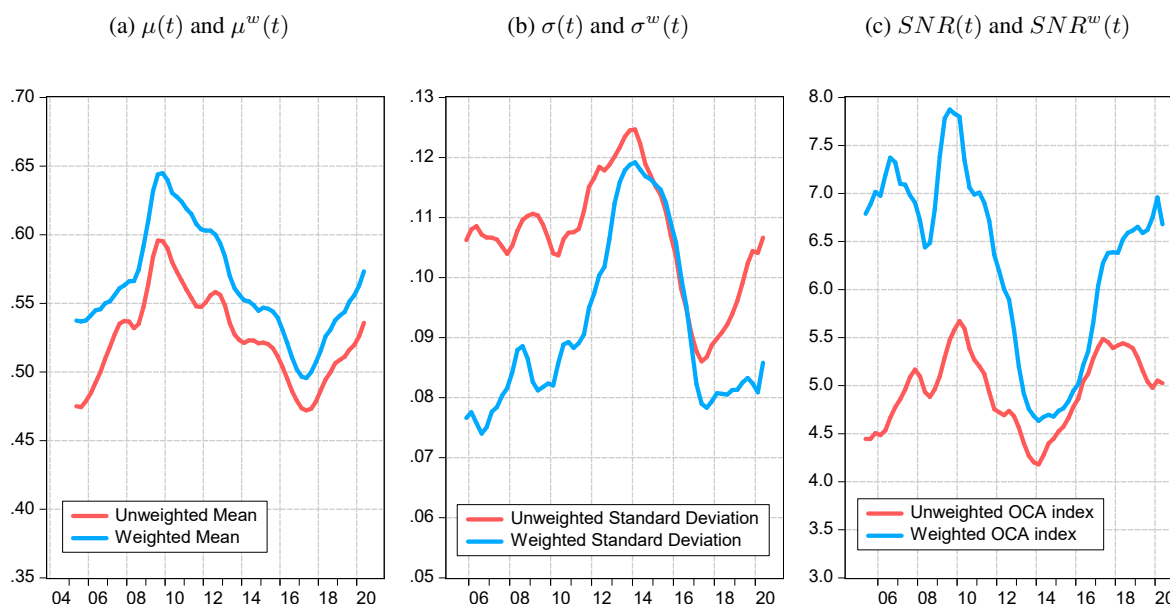 (a) μ(t) and μ^w(t)
.70
.65
.60
.55
.50
.45
.40
.35
Unweighted Mean
Weighted Mean
04 06 08 10 12 14 16 18 20
(b) σ(t) and σ^w(t)
.13
.12
.11
.10
.09
.08
.07
.06
.05
Unweighted Standard Deviation
Weighted Standard Deviation
06 08 10 12 14 16 18 20
(c) SNR(t) and SNR^w(t)
8.0
7.5
7.0
6.5
6.0
5.5
5.0
4.5
4.0
3.5
3.0
Unweighted OCA index
Weighted OCA index
06 08 10 12 14 16 18 20